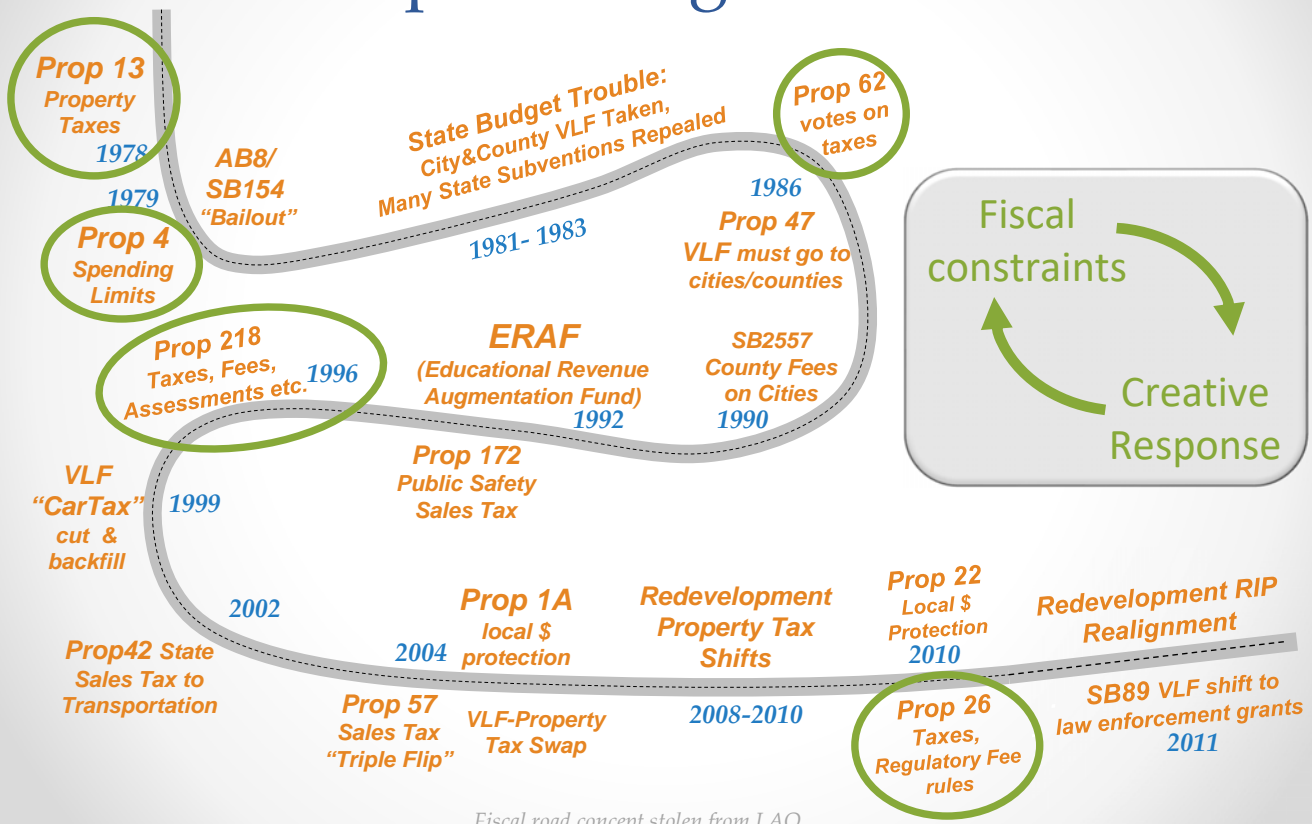 Prop 13
Property
Taxes
1978
1979
Prop 4
Spending
Limits
AB8/
SB154
“Bailout”
State Budget Trouble:
City&County VLF Taken,
Many State Subventions Repealed
1981- 1983
Prop 62
votes on
taxes
1986
Prop 47
VLF must go to
cities/counties
SB2557
County Fees
on Cities
1990
ERAF
(Educational Revenue
Augmentation Fund)
1992
Prop 172
Public Safety
Sales Tax
Prop 218
Taxes, Fees,
Assessments etc.
1996
VLF
“CarTax”
cut &
backfill
1999
2002
Prop42 State
Sales Tax to
Transportation
2004
Prop 57
Sales Tax
“Triple Flip”
Prop 1A
local $
protection
VLF-Property
Tax Swap
Redevelopment
Property Tax
Shifts
2008-2010
Prop 22
Local $
Protection
2010
Prop 26
Taxes,
Regulatory Fee
rules
Redevelopment RIP
Realignment
SB89 VLF shift to
law enforcement grants
2011
Fiscal
constraints
Creative
Response
Fiscal road concept stolen from LAO